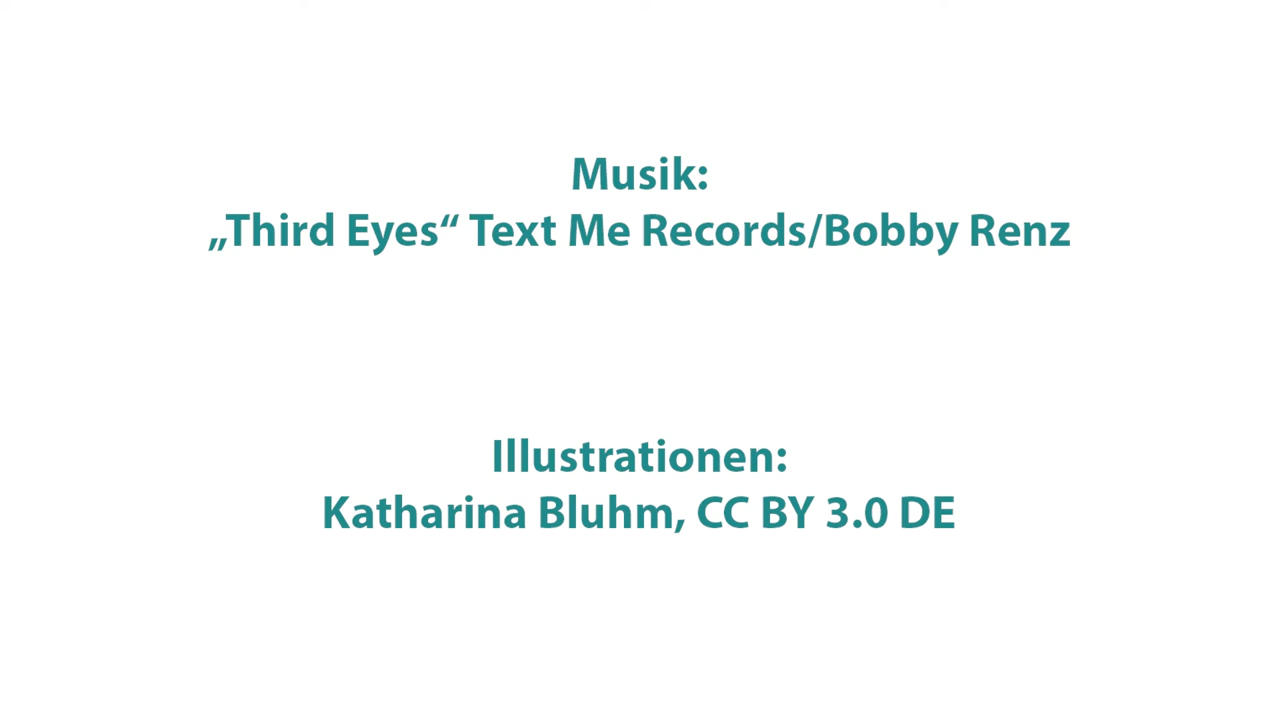 Musik:
„Third Eyes“ Text Me Records/Bobby Renz
Illustrationen:
Katharina Bluhm, CC BY 3.0 DE